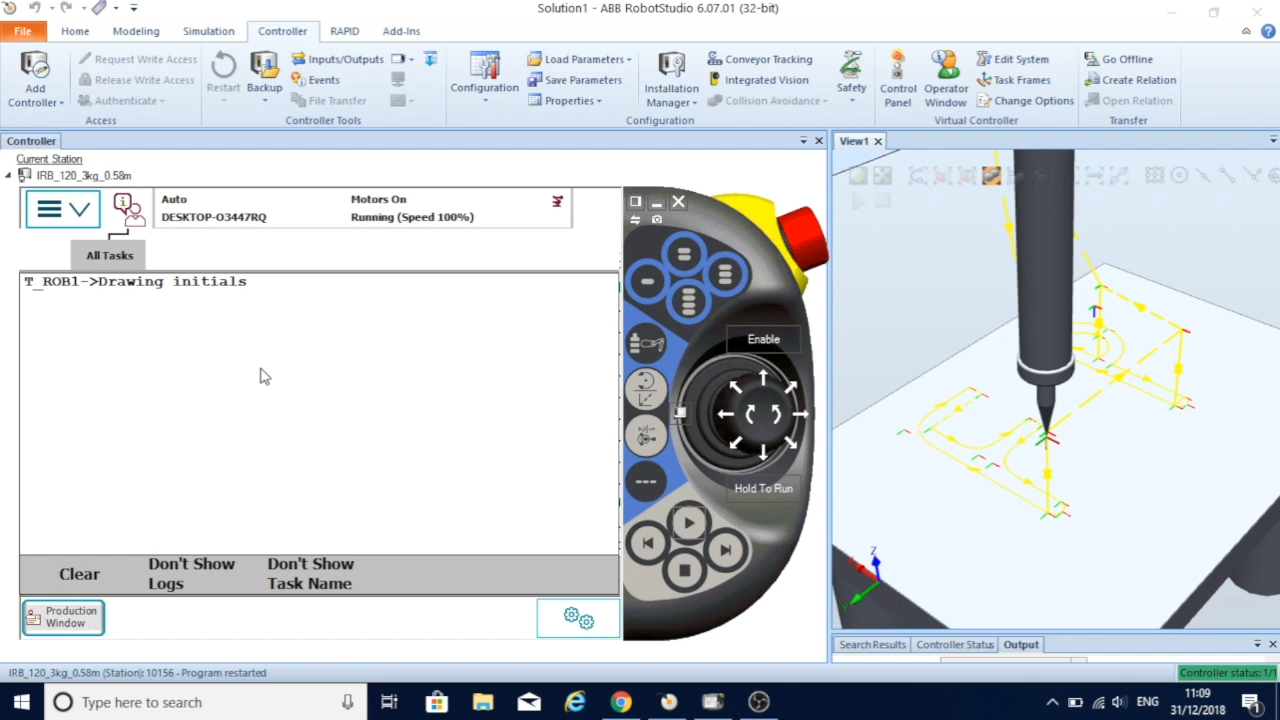 Solution1 - ABB RobotStudio 6.07.01 (32-bit)
File Home Modeling Simulation Controller RAPID Add-Ins
Add Controller
Request Write Access
Release Write Access
Authenticate
Access
Restart
Backup
Inputs/Outputs
Events
File Transfer
Controller Tools
Configuration
Load Parameters
Save Parameters
Properties
Installation Manager
Conveyor Tracking
Integrated Vision
Collision Avoidance
Configuration
Safety
Control Panel
Operator Window
Edit System
Task Frames
Change Options
Virtual Controller
Go Offline
Create Relation
Open Relation
Transfer
Controller
View1
Current Station
IRB_120_3kg_0.58m
Auto
DESKTOP-O3447RQ
Motors On
Running (Speed 100%)
All Tasks
T_ROB1->Drawing initials
Enable
Hold To Run
Clear
Don't Show Logs
Don't Show Task Name
Production Window
Z
Search Results Controller Status Output
IRB_120_3kg_0.58m (Station): 10156 - Program restarted
Controller status: 1/1
Type here to search
ENG
11:09
31/12/2018
1